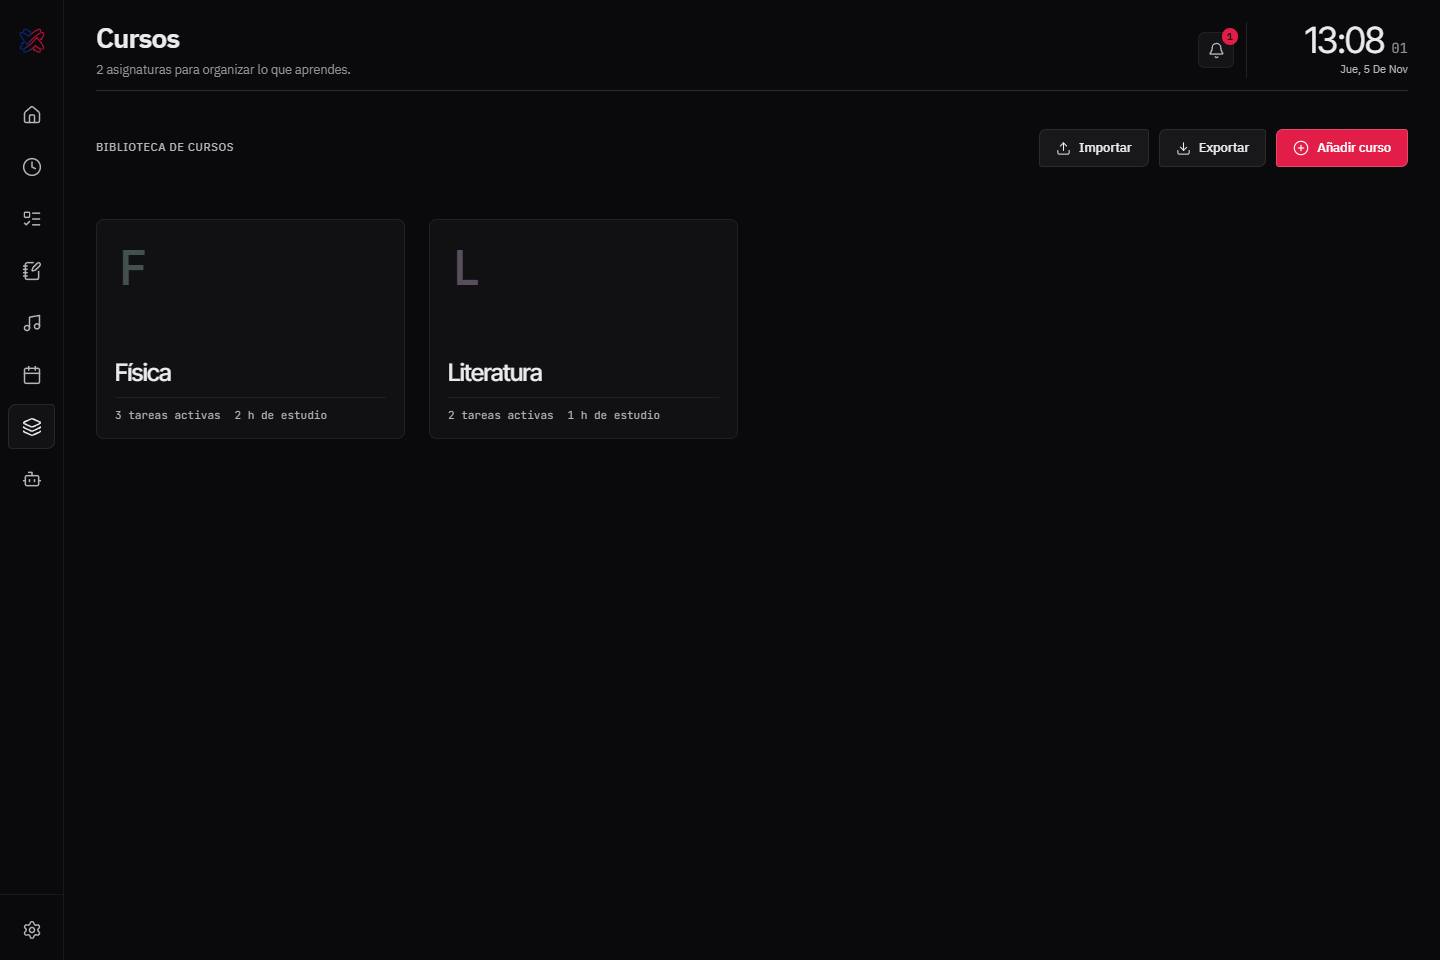 Cursos
2 asignaturas para organizar lo que aprendes.
1
13:08 01
Jue, 5 De Nov
BIBLIOTECA DE CURSOS
Importar
Exportar
Añadir curso
F
Física
3 tareas activas 2 h de estudio
L
Literatura
2 tareas activas 1 h de estudio